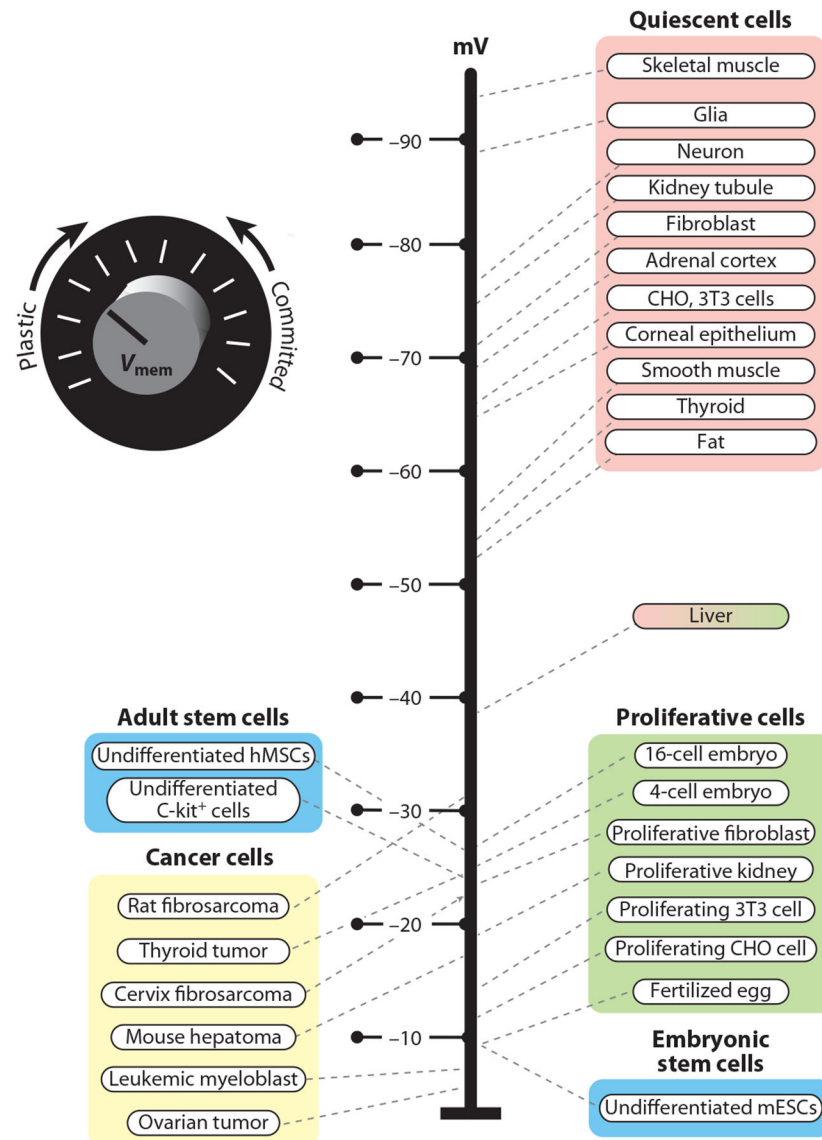 Quiescent cells
mV
Skeletal muscle
Glia
Neuron
Kidney tubule
Fibroblast
Adrenal cortex
CHO, 3T3 cells
Corneal epithelium
Smooth muscle
Thyroid
Fat
–90
–80
–70
–60
–50
–40
–30
–20
–10
Plastic
Committed
Vmem
Liver
Adult stem cells
Undifferentiated hMSCs
Undifferentiated
C-kit⁺ cells
Cancer cells
Rat fibrosarcoma
Thyroid tumor
Cervix fibrosarcoma
Mouse hepatoma
Leukemic myeloblast
Ovarian tumor
Proliferative cells
16-cell embryo
4-cell embryo
Proliferative fibroblast
Proliferative kidney
Proliferating 3T3 cell
Proliferating CHO cell
Fertilized egg
Embryonic
stem cells
Undifferentiated mESCs